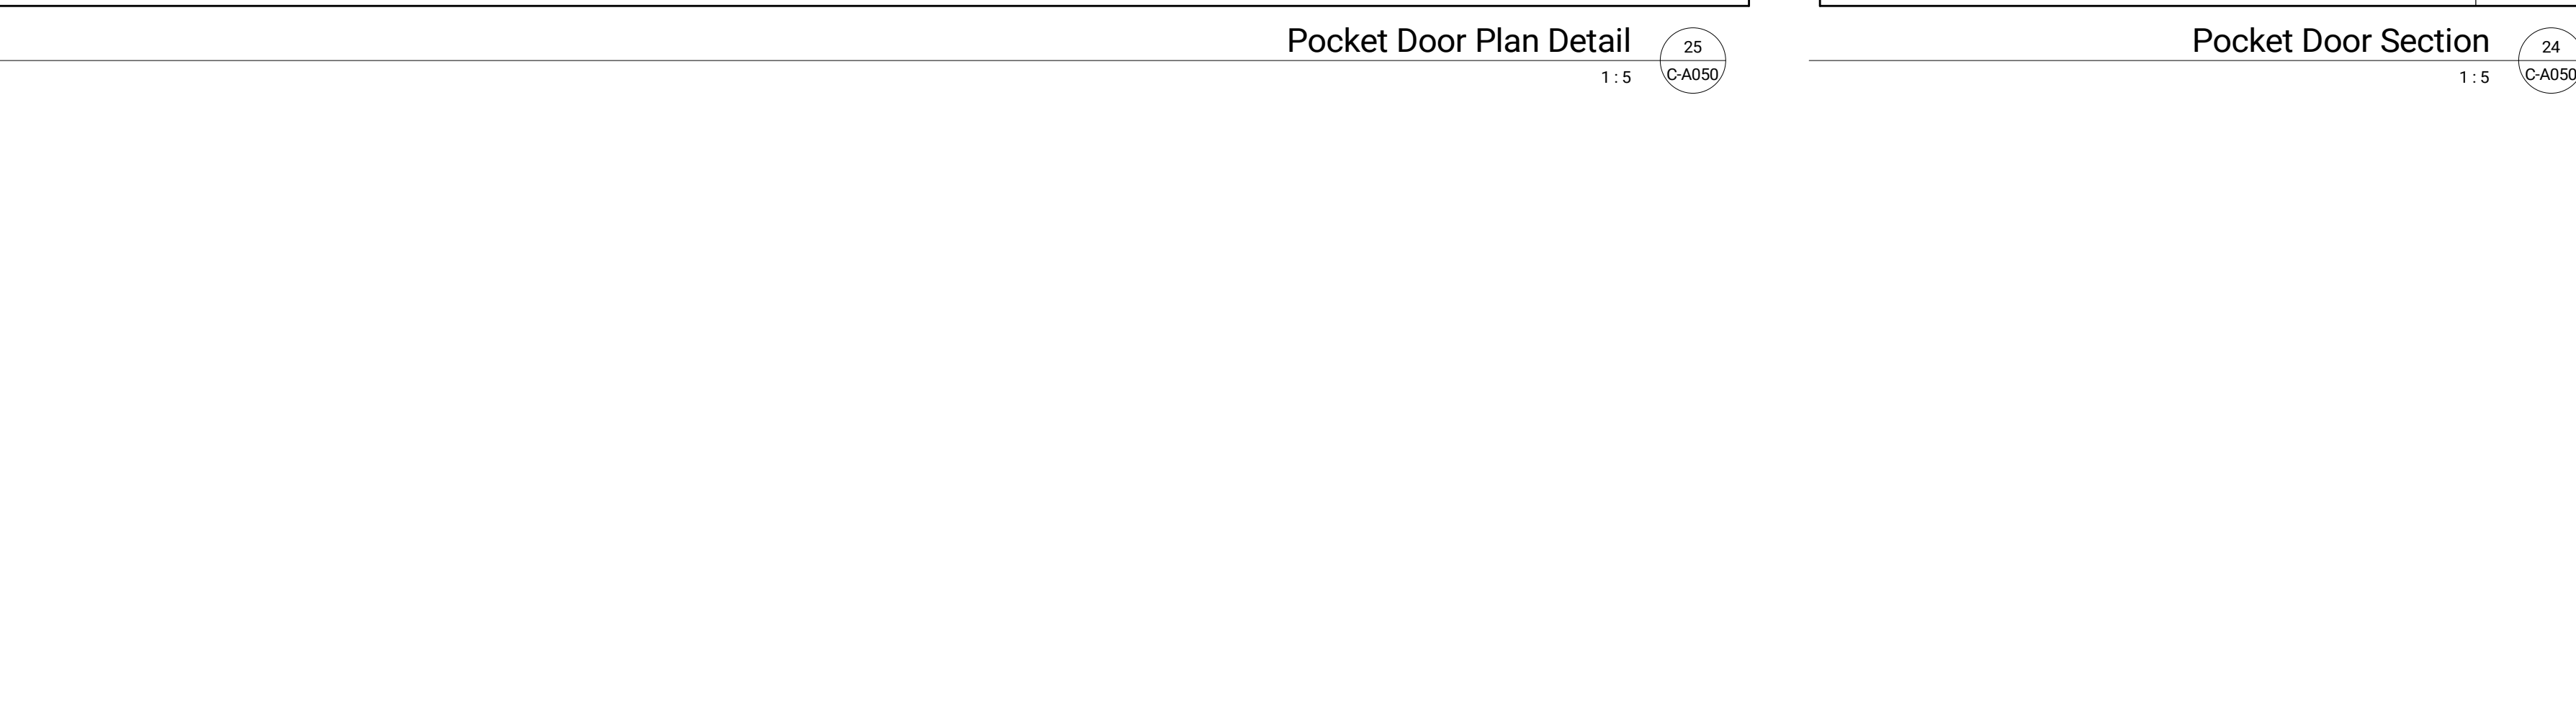 Pocket Door Plan Detail
25
1 : 5
C-A050
Pocket Door Section
24
1 : 5
C-A050